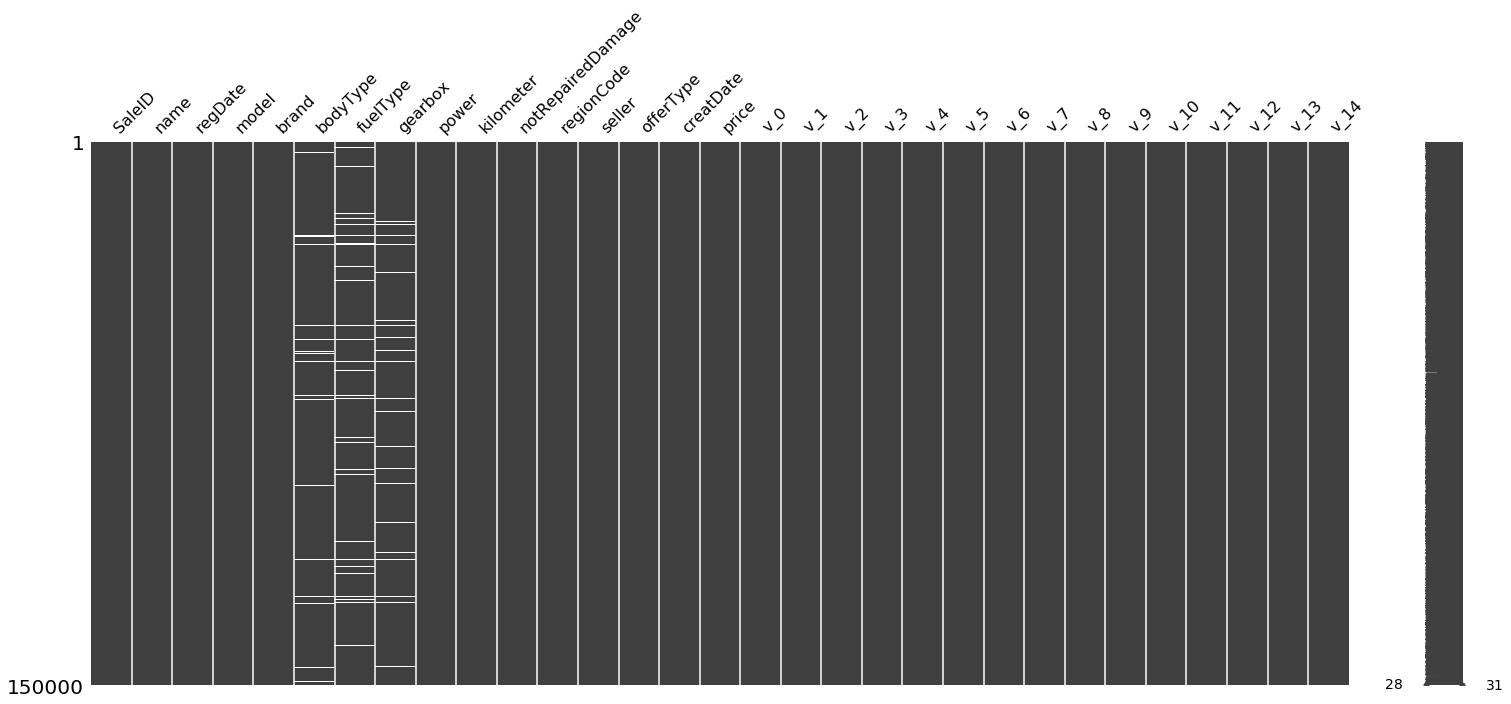 SaleID
name
regDate
model
brand
bodyType
fuelType
gearbox
power
kilometer
notRepairedDamage
regionCode
seller
offerType
creatDate
price
v_0
v_1
v_2
v_3
v_4
v_5
v_6
v_7
v_8
v_9
v_10
v_11
v_12
v_13
v_14
1
150000
28
31